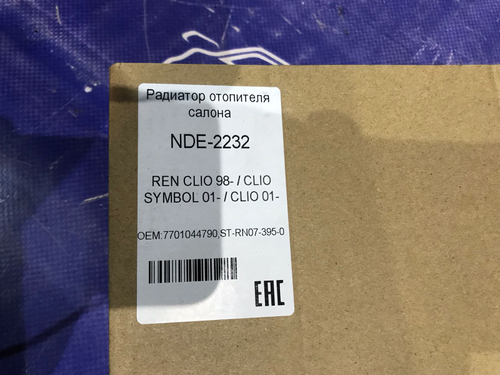 Радиатор отопителя
салона
NDE-2232
REN CLIO 98- / CLIO
SYMBOL 01- / CLIO 01-
OEM:7701044790,ST-RN07-395-0
EAC